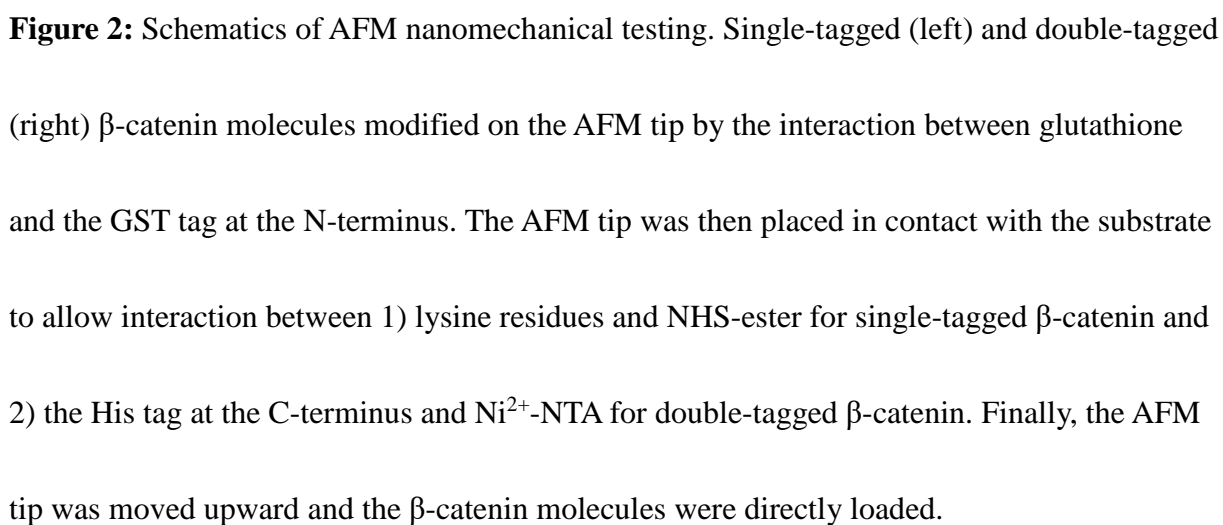 Figure 2: Schematics of AFM nanomechanical testing. Single-tagged (left) and double-tagged
(right) β-catenin molecules modified on the AFM tip by the interaction between glutathione
and the GST tag at the N-terminus. The AFM tip was then placed in contact with the substrate
to allow interaction between 1) lysine residues and NHS-ester for single-tagged β-catenin and
2) the His tag at the C-terminus and Ni²⁺-NTA for double-tagged β-catenin. Finally, the AFM
tip was moved upward and the β-catenin molecules were directly loaded.